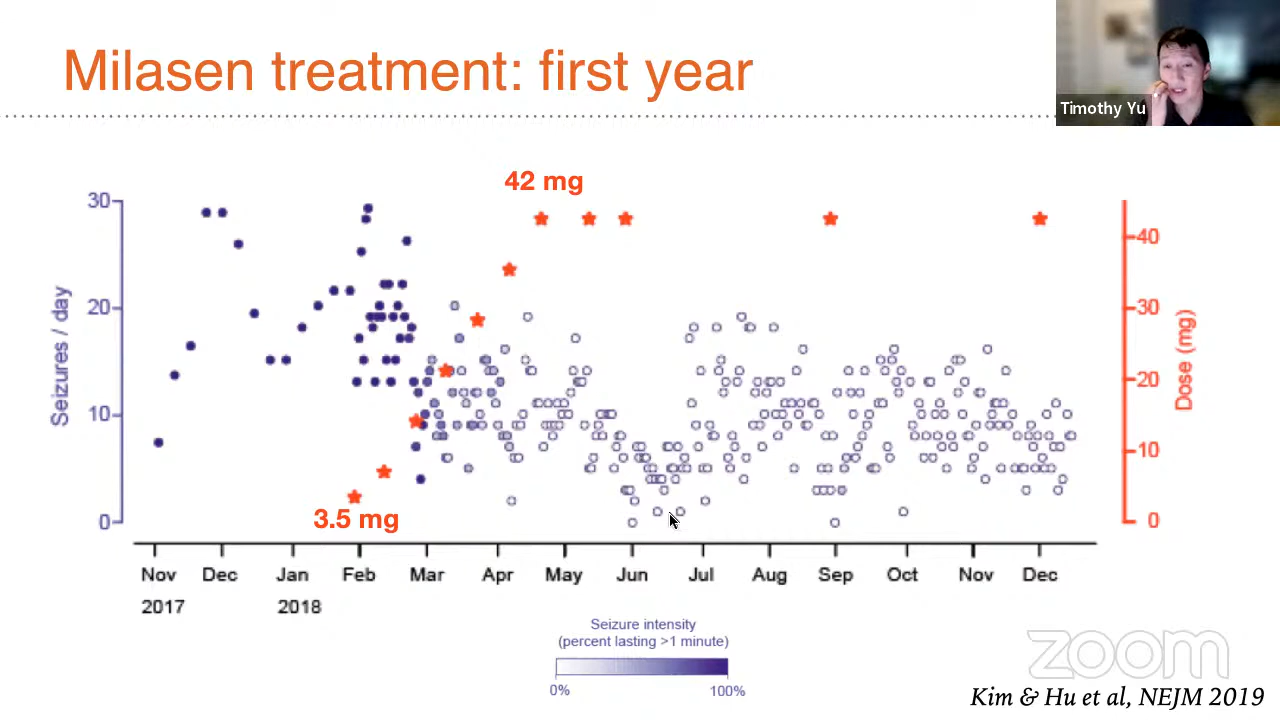 Milasen treatment: first year
Timothy Yu
42 mg
30
20
10
0
Seizures / day
40
30
20
10
0
Dose (mg)
3.5 mg
Nov Dec Jan Feb Mar Apr May Jun Jul Aug Sep Oct Nov Dec
2017 2018
Seizure intensity
(percent lasting >1 minute)
0% 100%
zoom
Kim & Hu et al, NEJM 2019